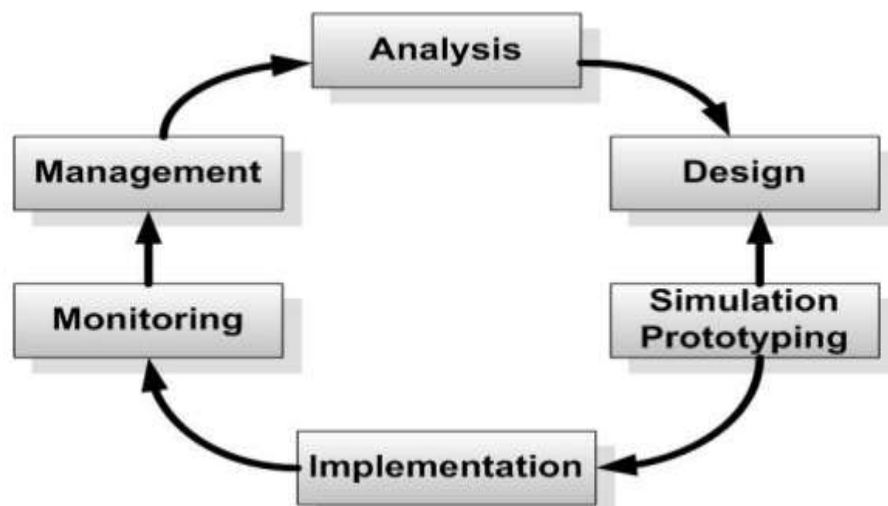 Analysis
Management
Design
Monitoring
Simulation
Prototyping
Implementation